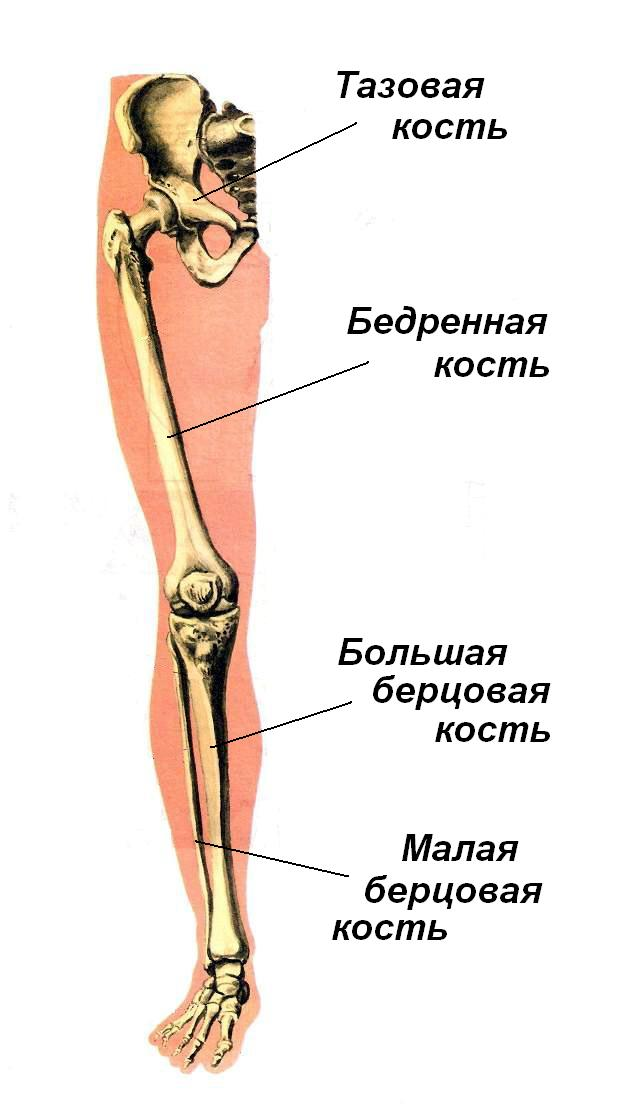 Тазовая
кость
Бедренная
кость
Большая
берцовая
кость
Малая
берцовая
кость